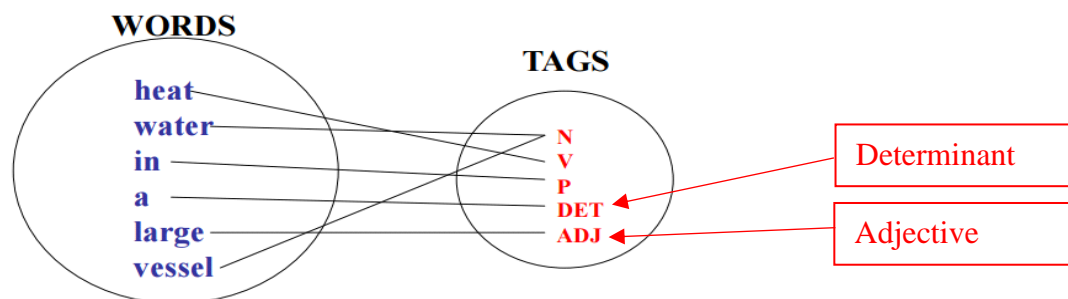 WORDS
heat
water
in
a
large
vessel
TAGS
N
V
P
DET
ADJ
Determinant
Adjective